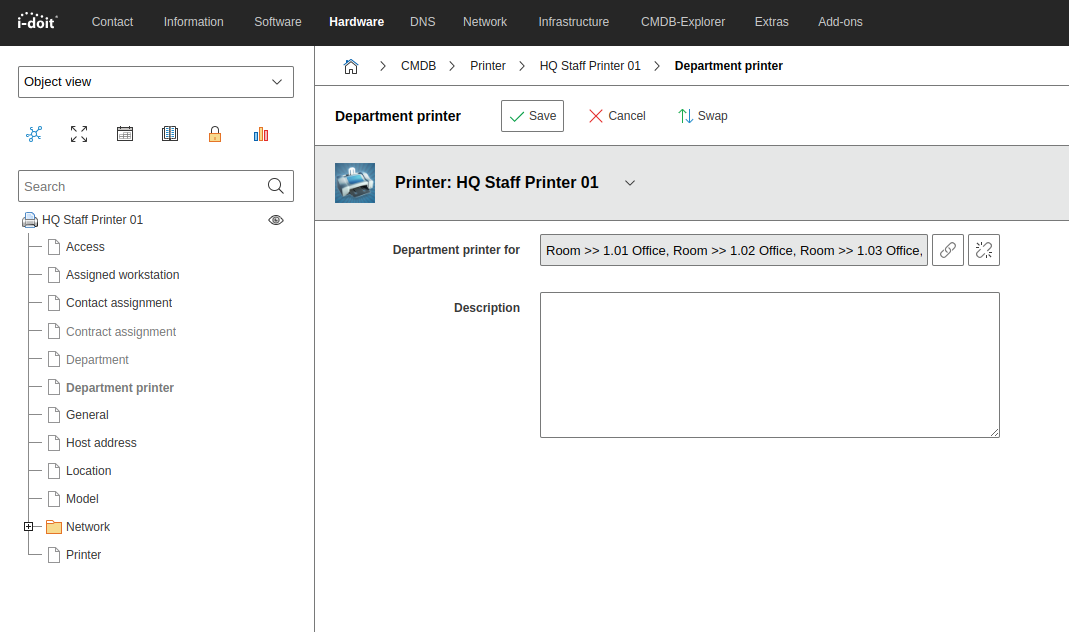 i-doit Contact Information Software Hardware DNS Network Infrastructure CMDB-Explorer Extras Add-ons
Object view
Search
HQ Staff Printer 01
Access
Assigned workstation
Contact assignment
Contract assignment
Department
Department printer
General
Host address
Location
Model
Network
Printer
CMDB Printer HQ Staff Printer 01 Department printer
Department printer Save Cancel Swap
Printer: HQ Staff Printer 01
Department printer for Room >> 1.01 Office, Room >> 1.02 Office, Room >> 1.03 Office,
Description